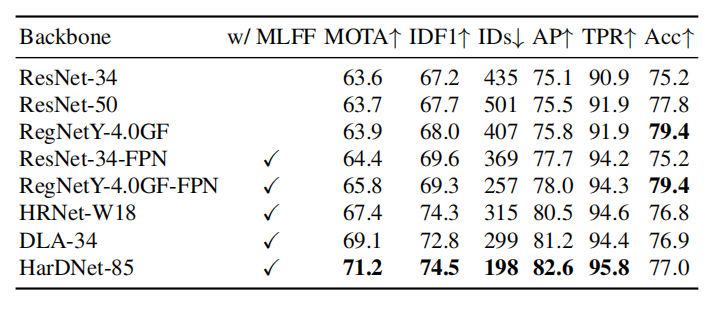 Backbone w/ MLFF MOTA↑ IDF1↑ IDs↓ AP↑ TPR↑ Acc↑
ResNet-34 63.6 67.2 435 75.1 90.9 75.2
ResNet-50 63.7 67.7 501 75.5 91.9 77.8
RegNetY-4.0GF 63.9 68.0 407 75.8 91.9 79.4
ResNet-34-FPN ✓ 64.4 69.6 369 77.7 94.2 75.2
RegNetY-4.0GF-FPN ✓ 65.8 69.3 257 78.0 94.3 79.4
HRNet-W18 ✓ 67.4 74.3 315 80.5 94.6 76.8
DLA-34 ✓ 69.1 72.8 299 81.2 94.4 76.9
HarDNet-85 ✓ 71.2 74.5 198 82.6 95.8 77.0